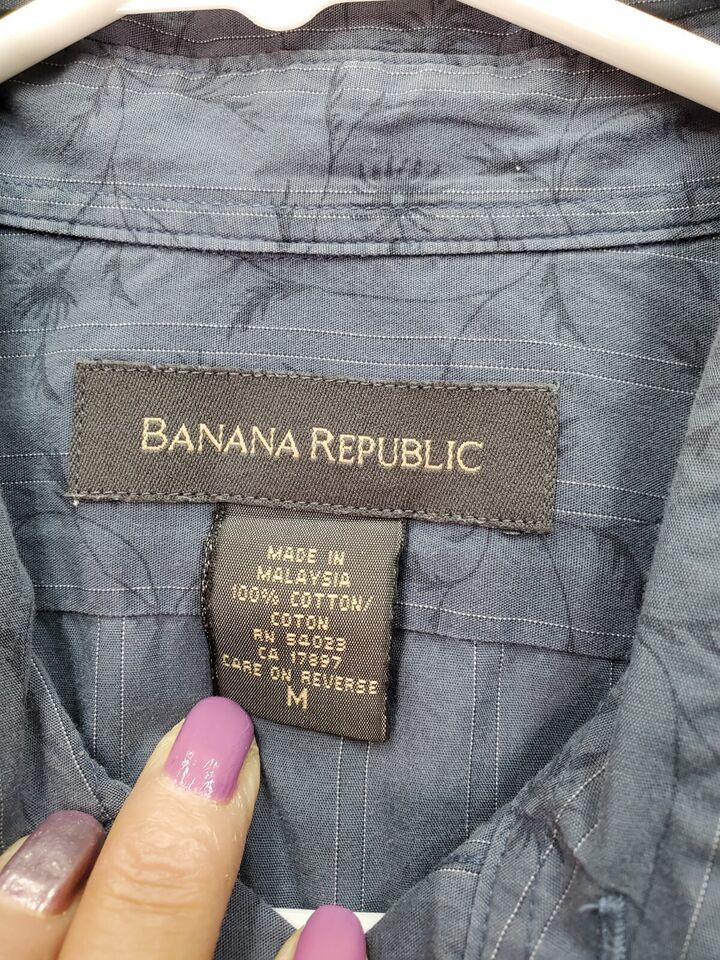 BANANA REPUBLIC
MADE IN
MALAYSIA
100% COTTON/
COTON
RN 54023
CA 17897
CARE ON REVERSE
M